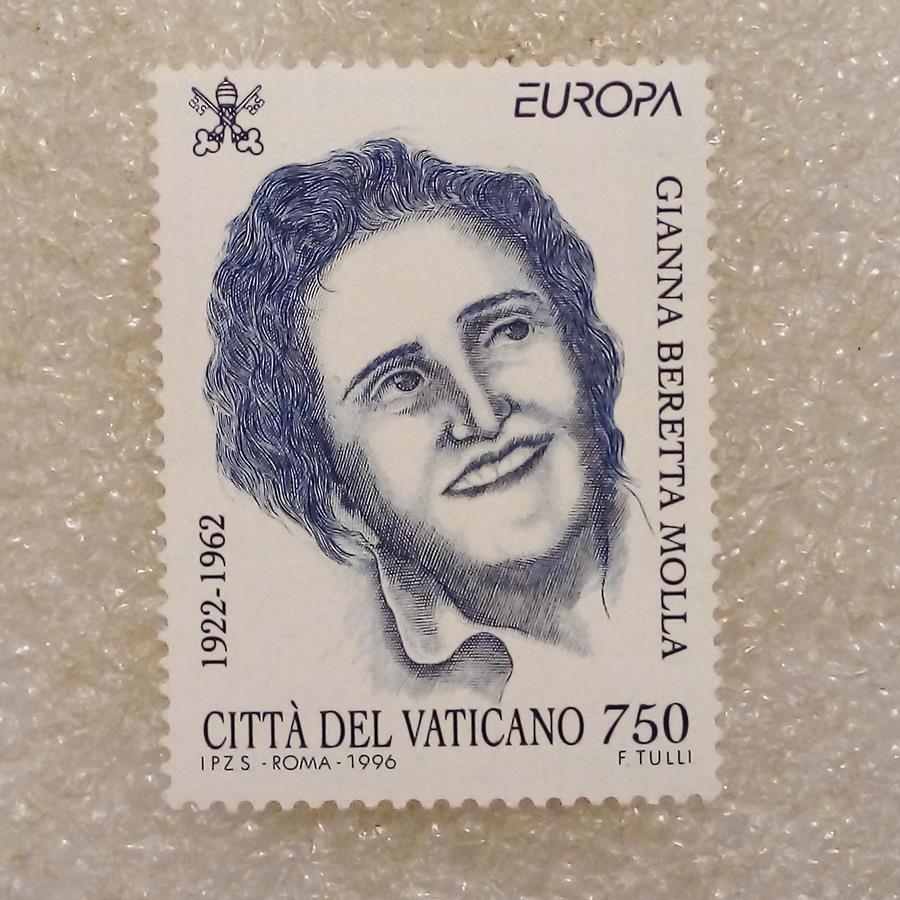 EUROPA
GIANNA BERETTA MOLLA
1922-1962
CITTÀ DEL VATICANO 750
IPZS - ROMA - 1996
F. TULLI